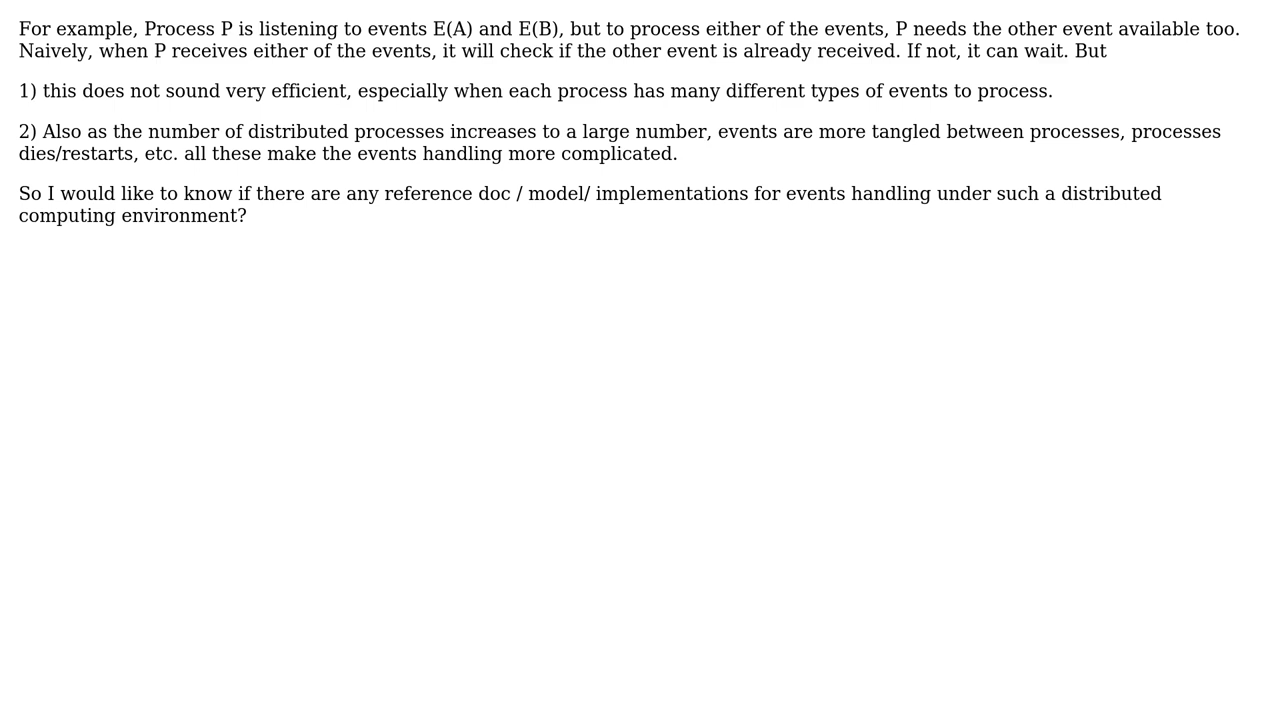 For example, Process P is listening to events E(A) and E(B), but to process either of the events, P needs the other event available too.
Naively, when P receives either of the events, it will check if the other event is already received. If not, it can wait. But
1) this does not sound very efficient, especially when each process has many different types of events to process.
2) Also as the number of distributed processes increases to a large number, events are more tangled between processes, processes
dies/restarts, etc. all these make the events handling more complicated.
So I would like to know if there are any reference doc / model/ implementations for events handling under such a distributed
computing environment?